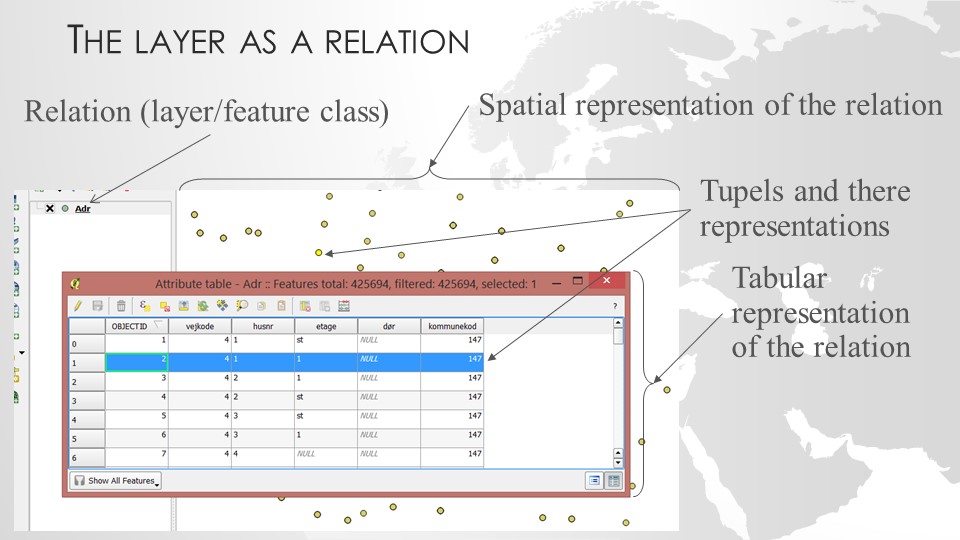 THE LAYER AS A RELATION
Relation (layer/feature class)
Spatial representation of the relation
Tupels and there
representations
Tabular
representation
of the relation
Adr
Attribute table - Adr :: Features total: 425694, filtered: 425694, selected: 1
?
OBJECTID vejkode husnr etage dør kommunekod
0 1 4 1 st NULL 147
1 2 4 1 1 NULL 147
2 3 4 2 1 NULL 147
3 4 4 2 st NULL 147
4 5 4 3 st NULL 147
5 6 4 3 1 NULL 147
6 7 4 4 NULL NULL 147
Show All Features